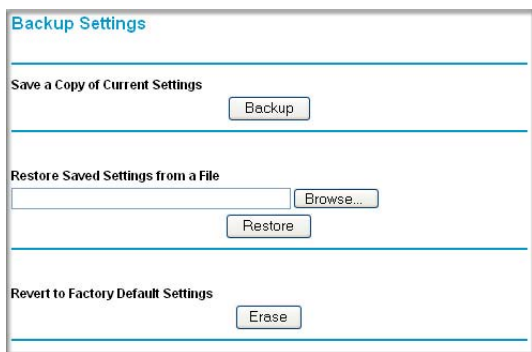 Backup Settings
Save a Copy of Current Settings
Backup
Restore Saved Settings from a File
Browse...
Restore
Revert to Factory Default Settings
Erase